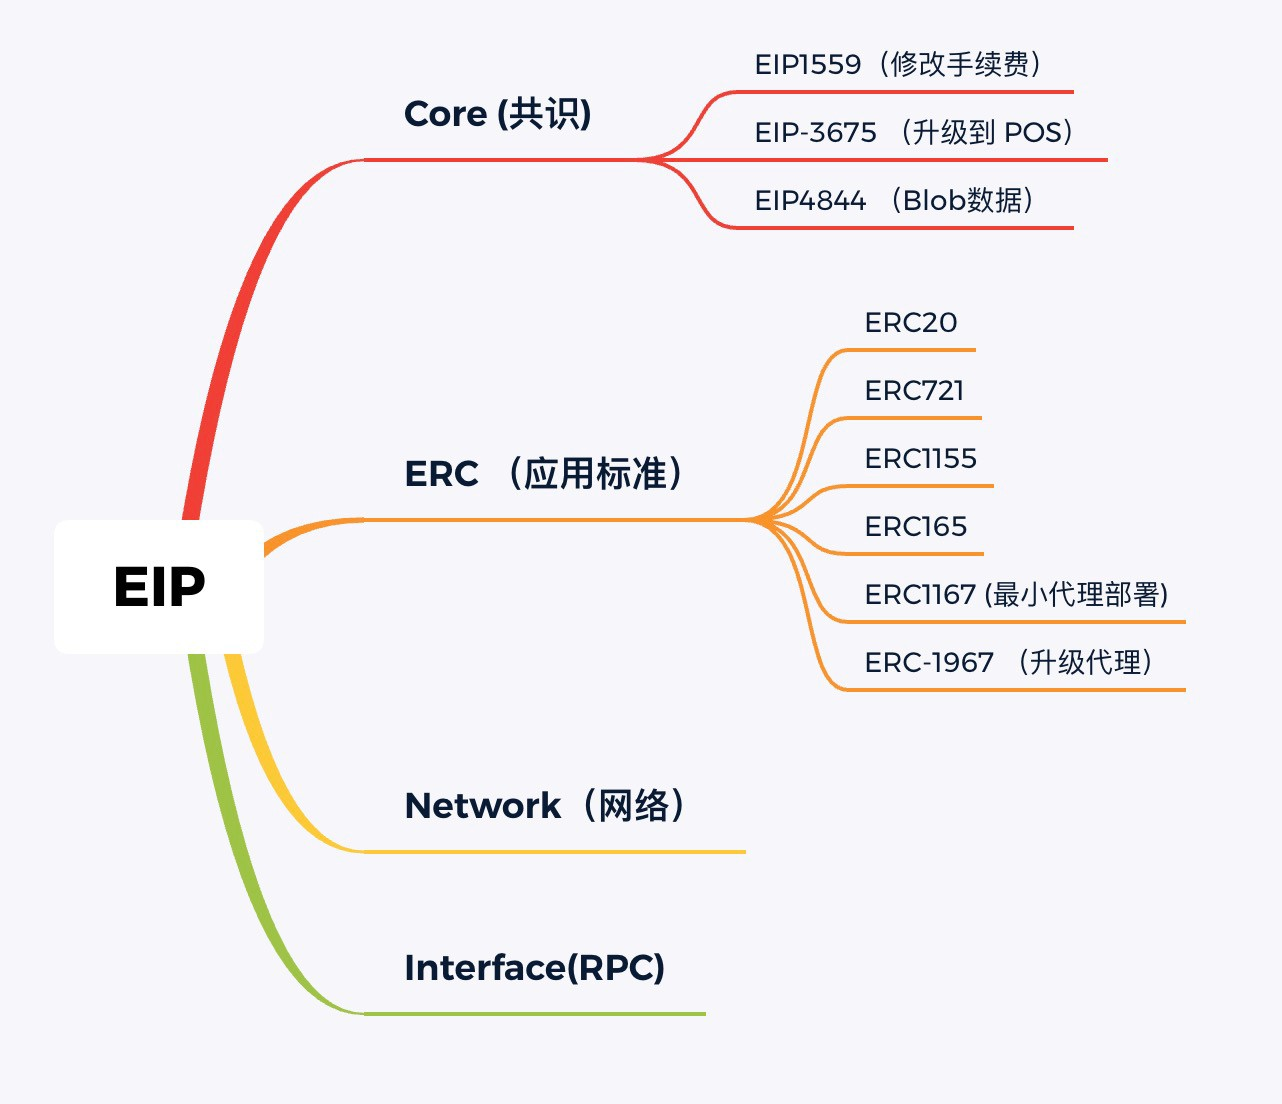 EIP
Core (共识)
EIP1559（修改手续费）
EIP-3675 （升级到 POS）
EIP4844 （Blob数据）
ERC （应用标准）
ERC20
ERC721
ERC1155
ERC165
ERC1167 (最小代理部署)
ERC-1967 （升级代理）
Network（网络）
Interface(RPC)